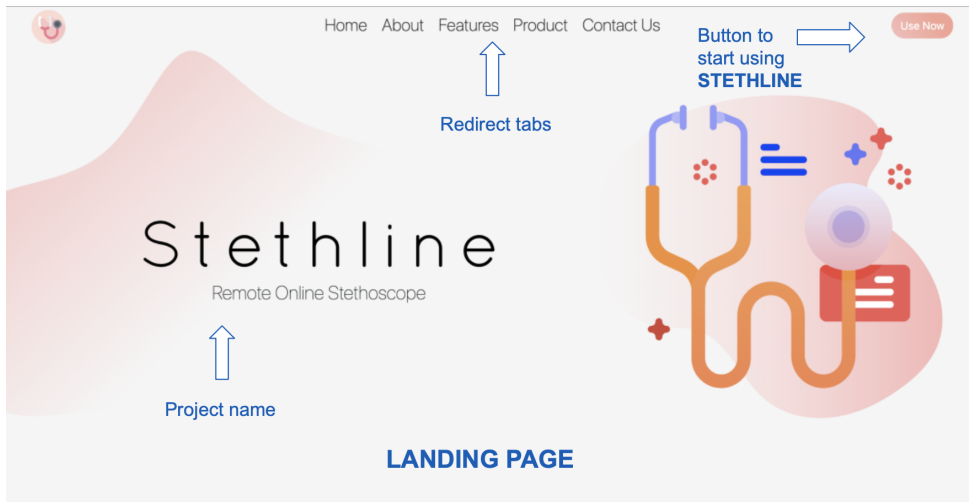 Home About Features Product Contact Us
Use Now
Button to
start using
STETHLINE
Redirect tabs
Stethline
Remote Online Stethoscope
Project name
LANDING PAGE